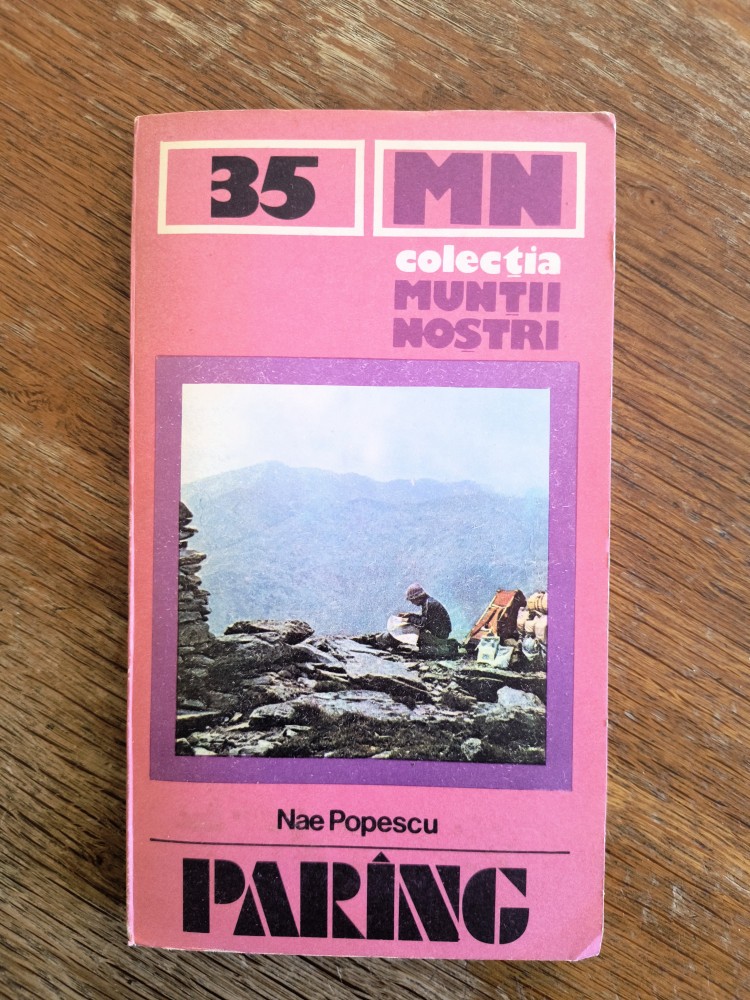 35 MN
colecția
MUNȚII
NOȘTRI
Nae Popescu
PARÎNG